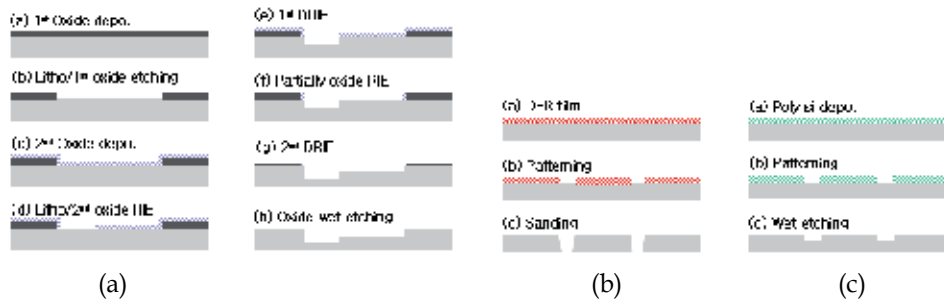 (a) 1st Oxide depo.
(b) Litho/1st oxide etching
(c) 2nd Oxide depo.
(d) Litho/2nd oxide RIE
(e) 1st DRIE
(f) Partially oxide RIE
(g) 2nd DRIE
(h) Oxide wet etching
(a)
(a) DFR film
(b) Patterning
(c) Sanding
(b)
(a) Poly si depo.
(b) Patterning
(c) Wet etching
(c)